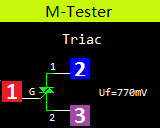 M-Tester
Triac
1 2
1 G Uf=770mV
2 3